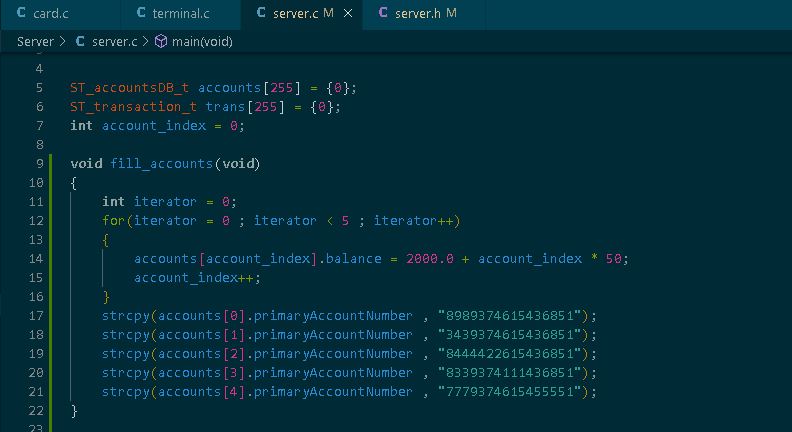 C card.c C terminal.c C server.c M × C server.h M
Server > C server.c > main(void)
4
5 ST_accountsDB_t accounts[255] = {0};
6 ST_transaction_t trans[255] = {0};
7 int account_index = 0;
8
9 void fill_accounts(void)
10 {
11 int iterator = 0;
12 for(iterator = 0 ; iterator < 5 ; iterator++)
13 {
14 accounts[account_index].balance = 2000.0 + account_index * 50;
15 account_index++;
16 }
17 strcpy(accounts[0].primaryAccountNumber , "8989374615436851");
18 strcpy(accounts[1].primaryAccountNumber , "3439374615436851");
19 strcpy(accounts[2].primaryAccountNumber , "8444422615436851");
20 strcpy(accounts[3].primaryAccountNumber , "8339374111436851");
21 strcpy(accounts[4].primaryAccountNumber , "7779374615455551");
22 }
23